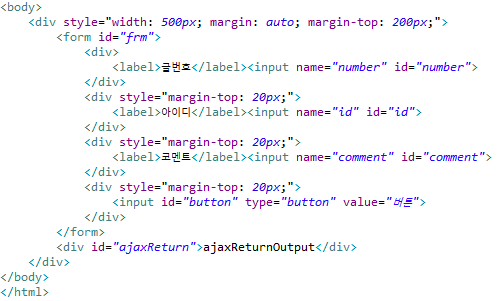 <body>
    <div style="width: 500px; margin: auto; margin-top: 200px;">
        <form id="frm">
            <div>
                <label>글번호</label><input name="number" id="number">
            </div>
            <div style="margin-top: 20px;">
                <label>아이디</label><input name="id" id="id">
            </div>
            <div style="margin-top: 20px">
                <label>코멘트</label><input name="comment" id="comment">
            </div>
            <div style="margin-top: 20px;">
                <input id="button" type="button" value="버튼">
            </div>
        </form>
        <div id="ajaxReturn">ajaxReturnOutput</div>
    </div>
</body>
</html>